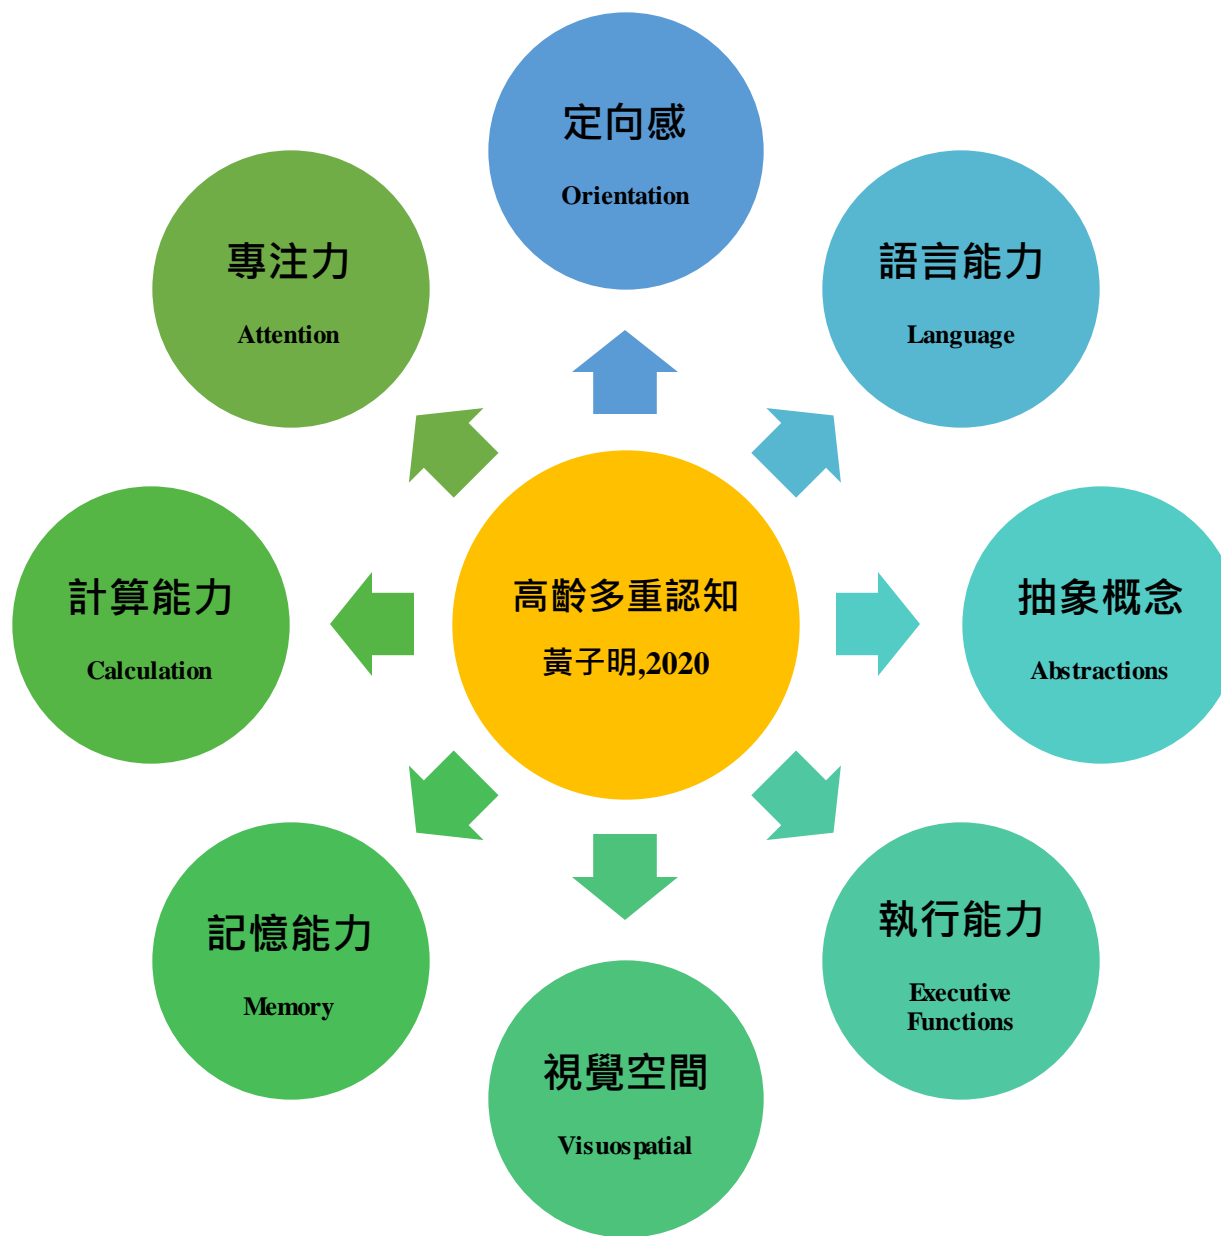 定向感
Orientation
語言能力
Language
抽象概念
Abstractions
執行能力
Executive
Functions
視覺空間
Visuospatial
記憶能力
Memory
計算能力
Calculation
專注力
Attention
高齡多重認知
黃子明,2020